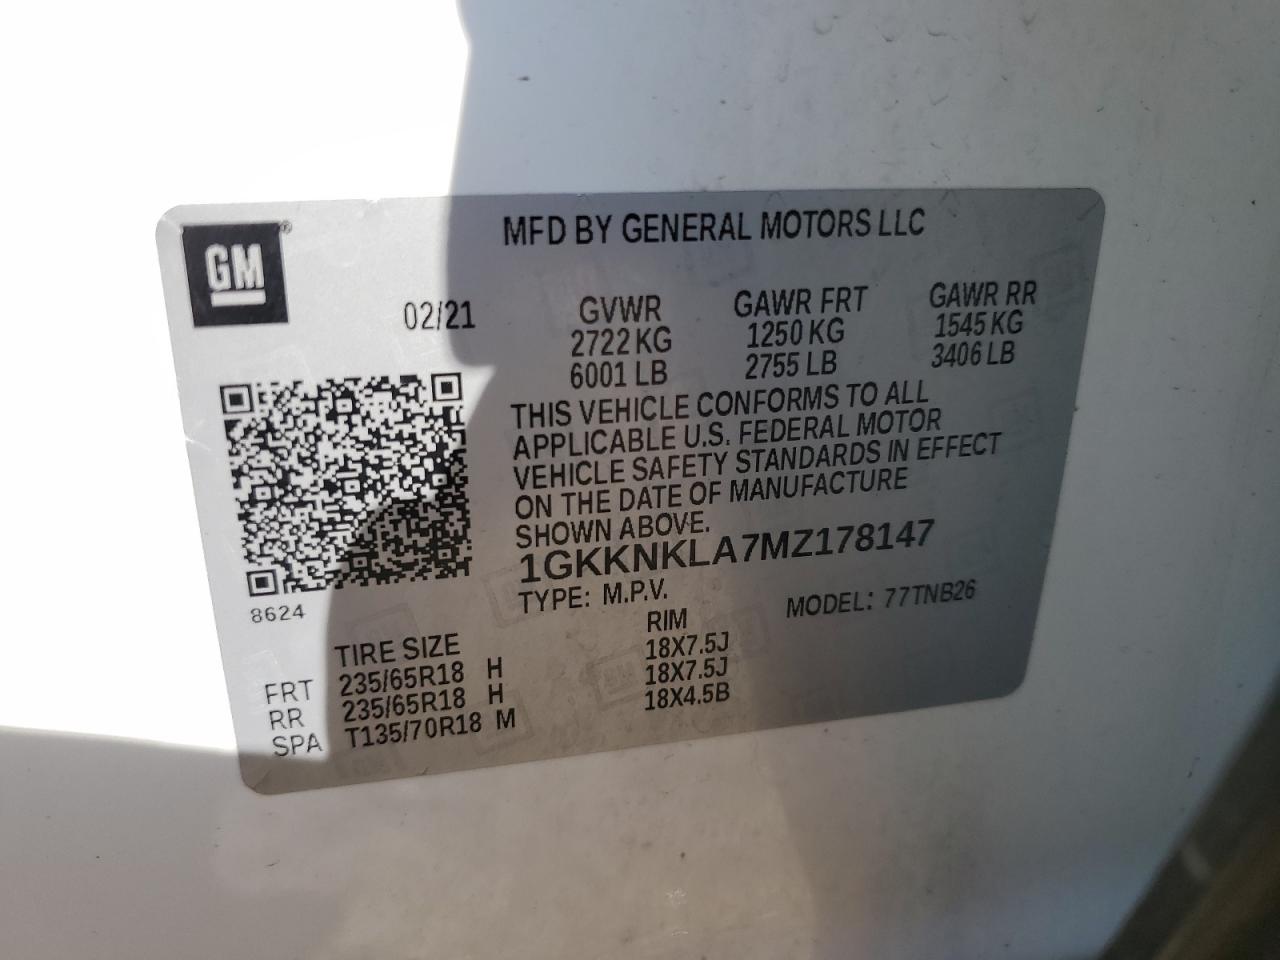 GM
MFD BY GENERAL MOTORS LLC
02/21
GVWR
2722 KG
6001 LB
GAWR FRT
1250 KG
2755 LB
GAWR RR
1545 KG
3406 LB
THIS VEHICLE CONFORMS TO ALL
APPLICABLE U.S. FEDERAL MOTOR
VEHICLE SAFETY STANDARDS IN EFFECT
ON THE DATE OF MANUFACTURE
SHOWN ABOVE.
1GKKNKLA7MZ178147
TYPE: M.P.V.
MODEL: 77TNB26
8624
TIRE SIZE RIM
FRT 235/65R18 H 18X7.5J
RR 235/65R18 H 18X7.5J
SPA T135/70R18 M 18X4.5B